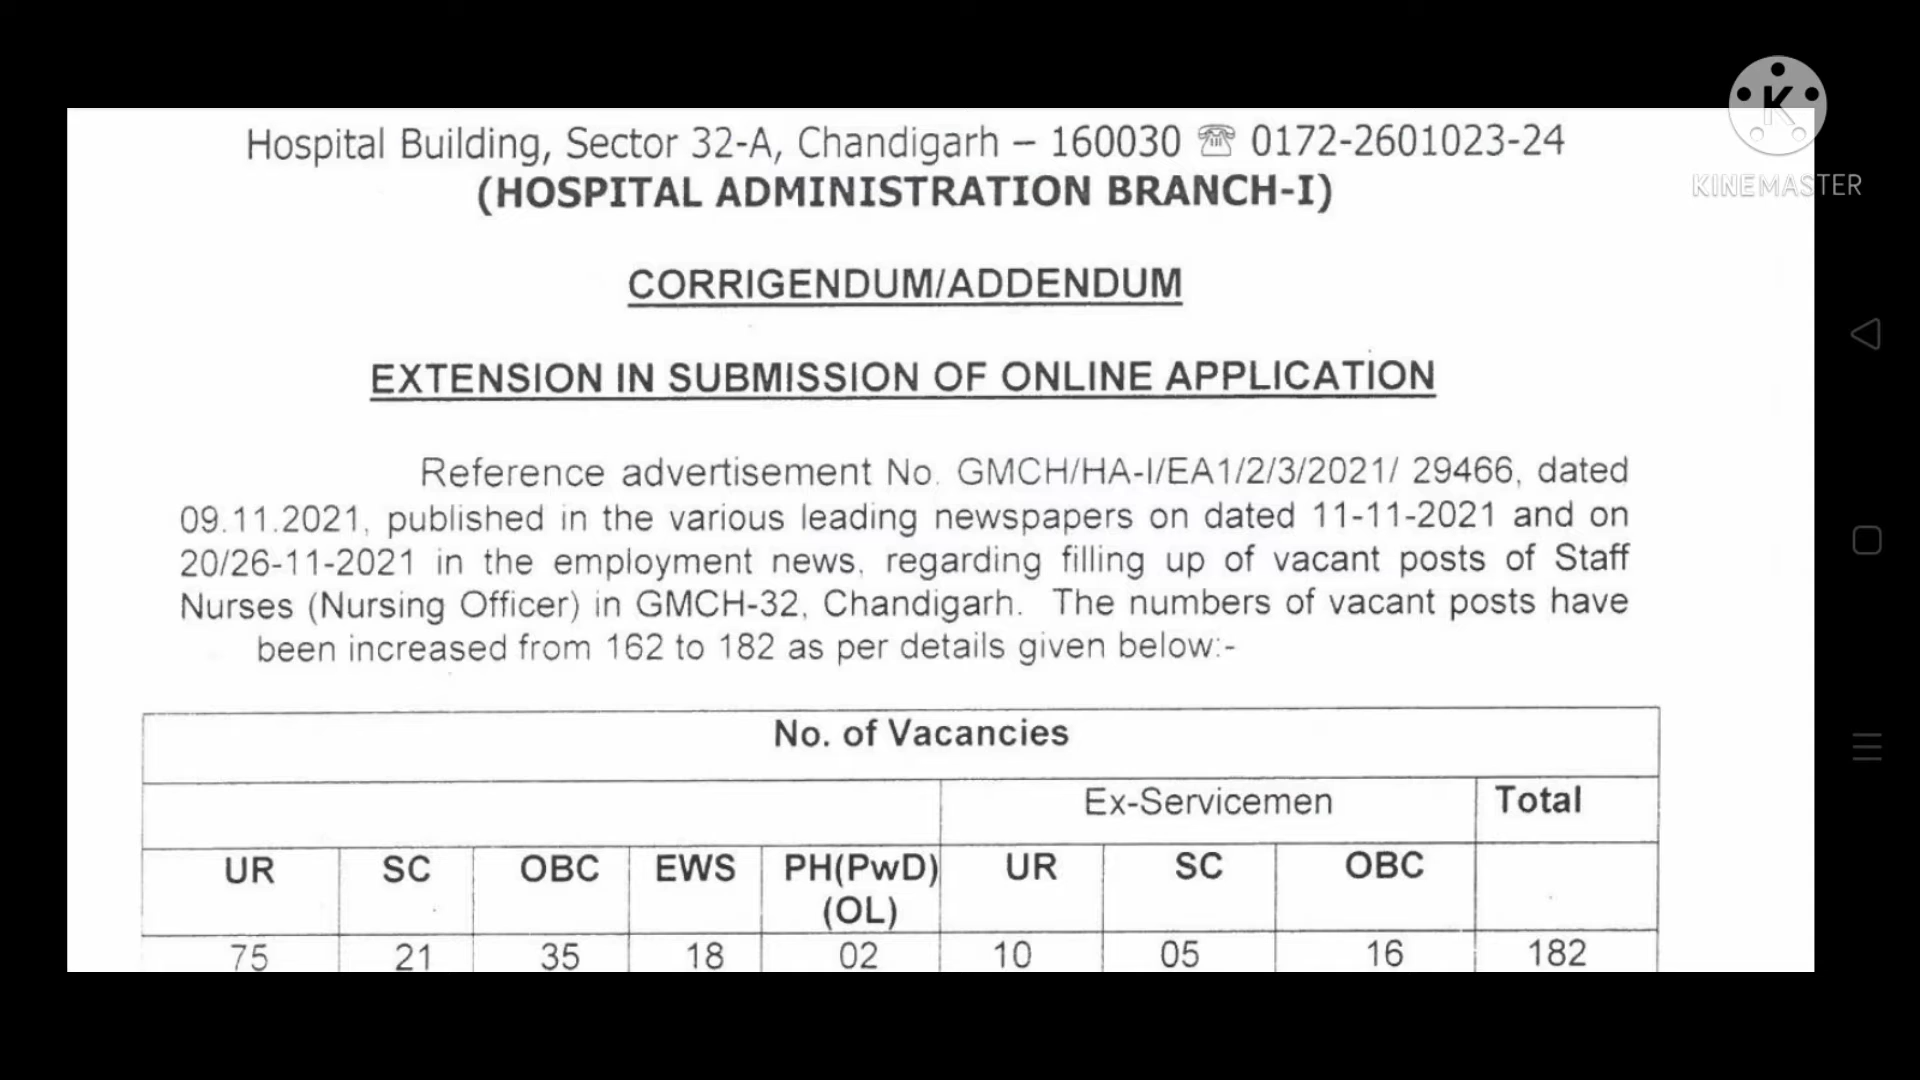 Hospital Building, Sector 32-A, Chandigarh – 160030 ☏ 0172-2601023-24
(HOSPITAL ADMINISTRATION BRANCH-I)
K
KINEMASTER
CORRIGENDUM/ADDENDUM
EXTENSION IN SUBMISSION OF ONLINE APPLICATION
Reference advertisement No. GMCH/HA-I/EA1/2/3/2021/ 29466, dated
09.11.2021, published in the various leading newspapers on dated 11-11-2021 and on
20/26-11-2021 in the employment news, regarding filling up of vacant posts of Staff
Nurses (Nursing Officer) in GMCH-32, Chandigarh. The numbers of vacant posts have
been increased from 162 to 182 as per details given below:-
No. of Vacancies
Ex-Servicemen Total
UR SC OBC EWS PH(PwD) UR SC OBC
(OL)
75 21 35 18 02 10 05 16 182